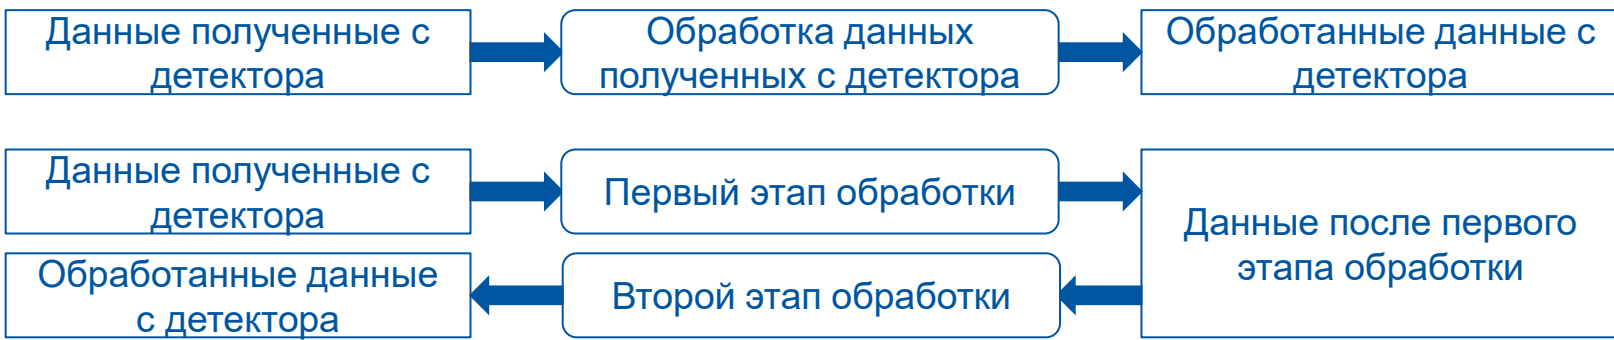 Данные полученные с
детектора
Обработка данных
полученных с детектора
Обработанные данные с
детектора
Данные полученные с
детектора
Первый этап обработки
Данные после первого
этапа обработки
Второй этап обработки
Обработанные данные
с детектора